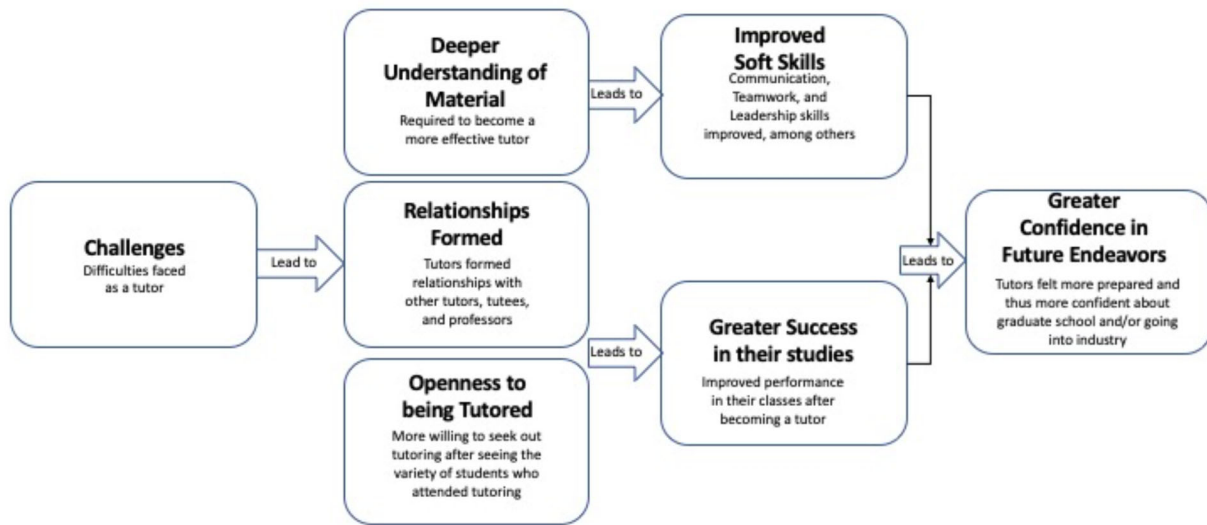 Challenges
Difficulties faced
as a tutor
Lead to
Deeper
Understanding of
Material
Required to become a
more effective tutor
Relationships
Formed
Tutors formed
relationships with
other tutors, tutees,
and professors
Openness to
being Tutored
More willing to seek out
tutoring after seeing the
variety of students who
attended tutoring
Leads to
Leads to
Improved
Soft Skills
Communication,
Teamwork, and
Leadership skills
improved, among others
Greater Success
in their studies
Improved performance
in their classes after
becoming a tutor
Leads to
Greater
Confidence in
Future Endeavors
Tutors felt more prepared and
thus more confident about
graduate school and/or going
into industry